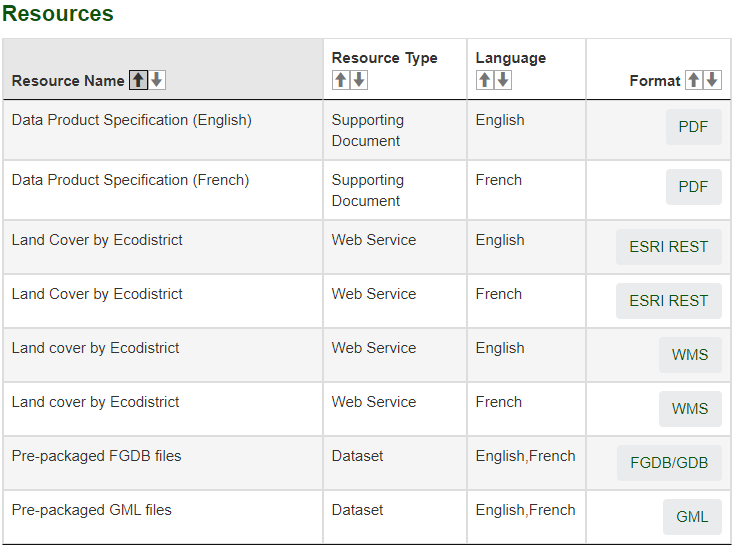 Resources
Resource Name
Resource Type
Language
Format
Data Product Specification (English)
Supporting
Document
English
PDF
Data Product Specification (French)
Supporting
Document
French
PDF
Land Cover by Ecodistrict
Web Service
English
ESRI REST
Land Cover by Ecodistrict
Web Service
French
ESRI REST
Land cover by Ecodistrict
Web Service
English
WMS
Land cover by Ecodistrict
Web Service
French
WMS
Pre-packaged FGDB files
Dataset
English,French
FGDB/GDB
Pre-packaged GML files
Dataset
English,French
GML